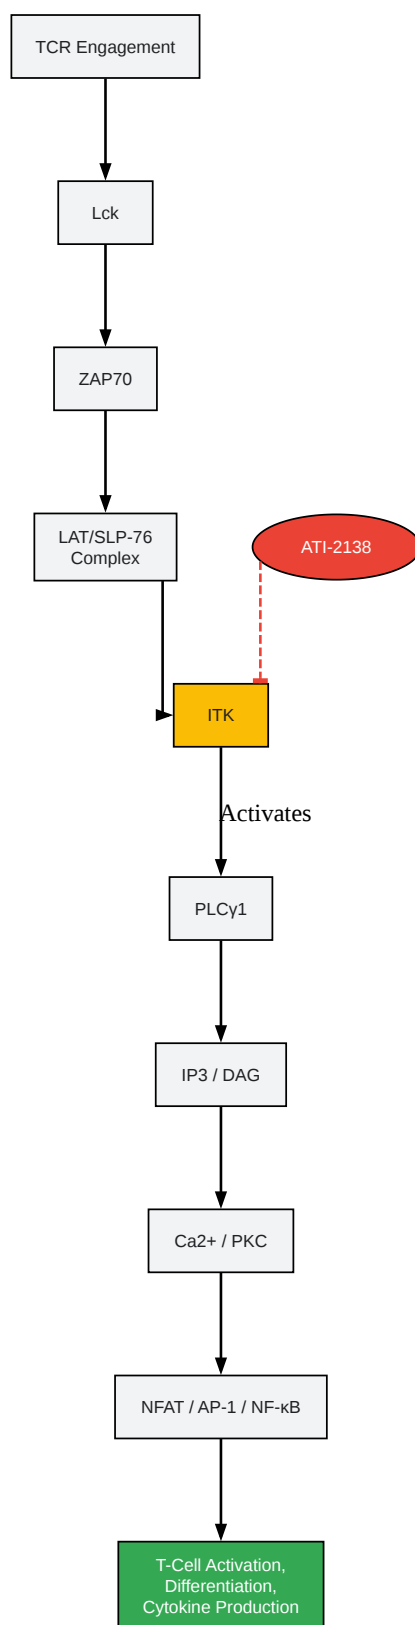 TCR Engagement
Lck
ZAP70
LAT/SLP-76
Complex
ATI-2138
ITK
Activates
PLCγ1
IP3 / DAG
Ca2+ / PKC
NFAT / AP-1 / NF-κB
T-Cell Activation,
Differentiation,
Cytokine Production